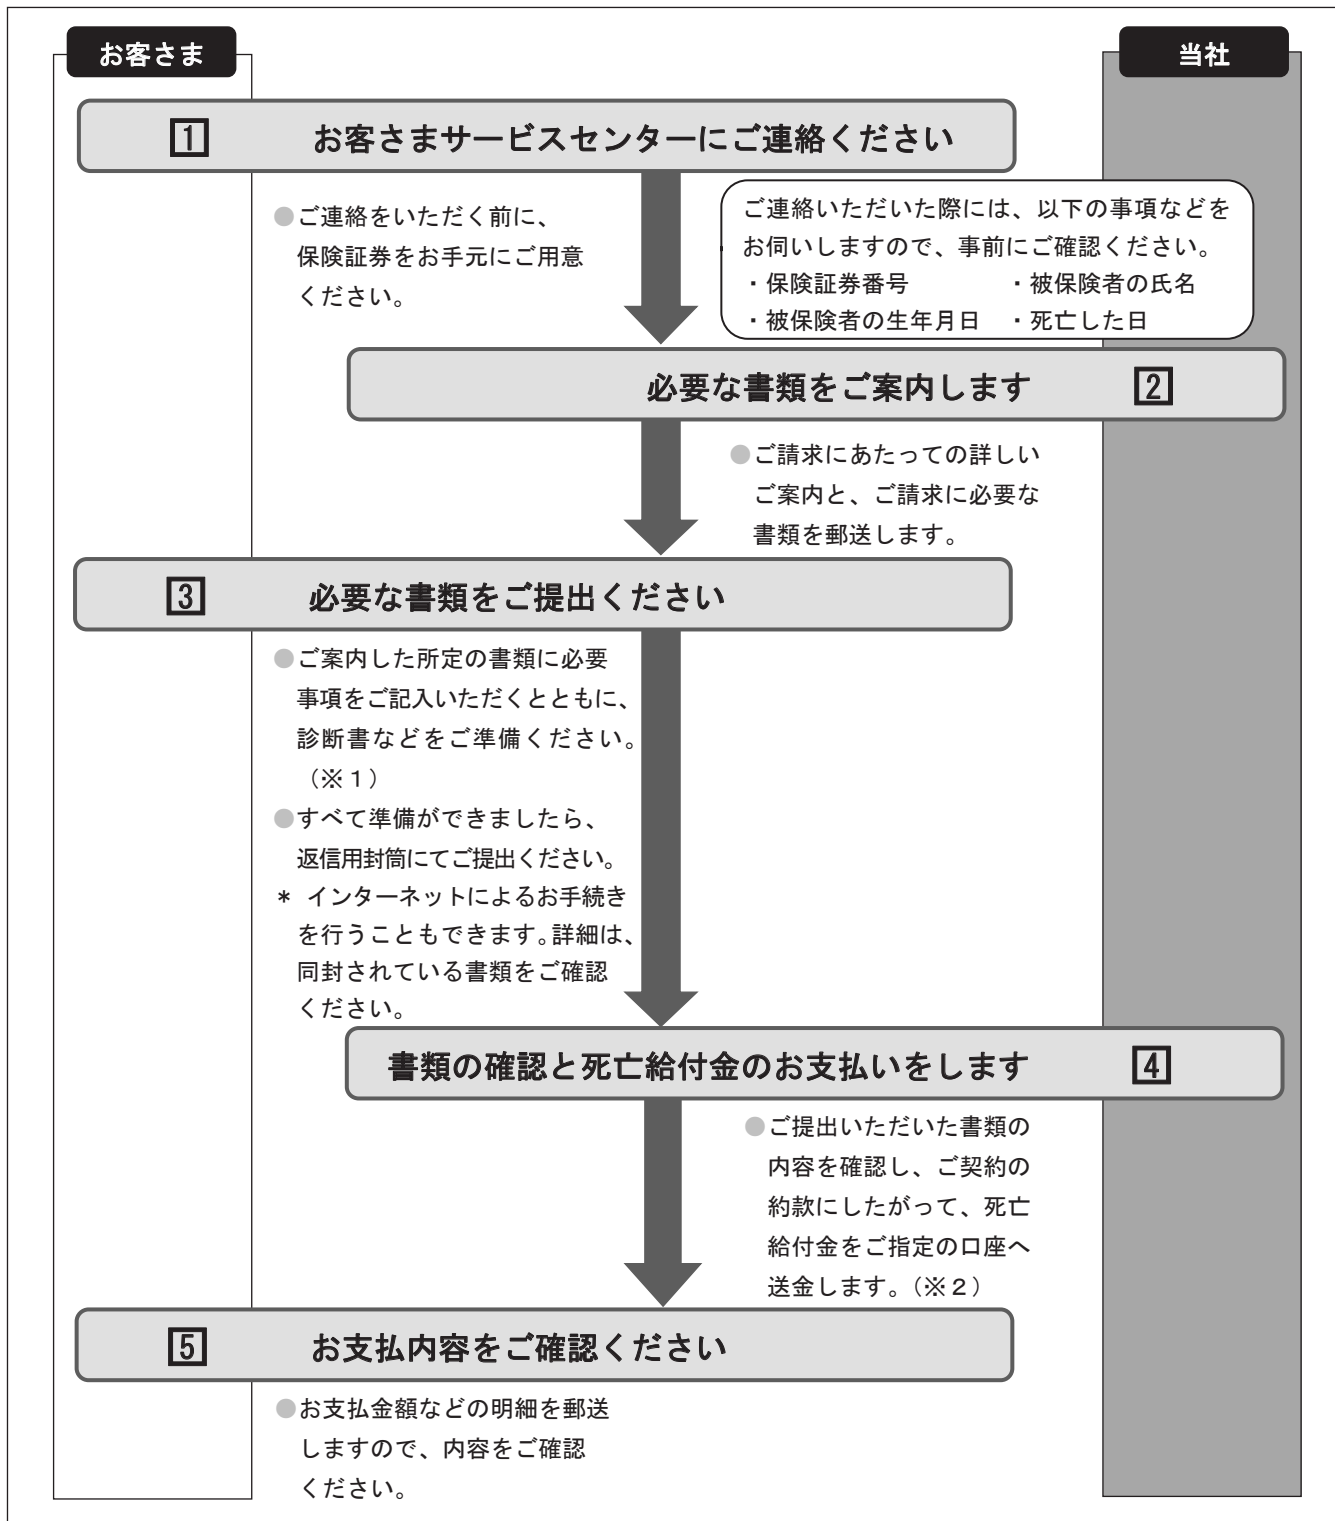 お客さま
当社
1 お客さまサービスセンターにご連絡ください
●ご連絡をいただく前に、
保険証券をお手元にご用意
ください。
ご連絡いただいた際には、以下の事項などを
お伺いしますので、事前にご確認ください。
・保険証券番号 ・被保険者の氏名
・被保険者の生年月日 ・死亡した日
必要な書類をご案内します 2
●ご請求にあたっての詳しい
ご案内と、ご請求に必要な
書類を郵送します。
3 必要な書類をご提出ください
●ご案内した所定の書類に必要
事項をご記入いただくとともに、
診断書などをご準備ください。
（※１）
●すべて準備ができましたら、
返信用封筒にてご提出ください。
* インターネットによるお手続き
を行うこともできます。詳細は、
同封されている書類をご確認
ください。
書類の確認と死亡給付金のお支払いをします 4
●ご提出いただいた書類の
内容を確認し、ご契約の
約款にしたがって、死亡
給付金をご指定の口座へ
送金します。（※２）
5 お支払内容をご確認ください
●お支払金額などの明細を郵送
しますので、内容をご確認
ください。